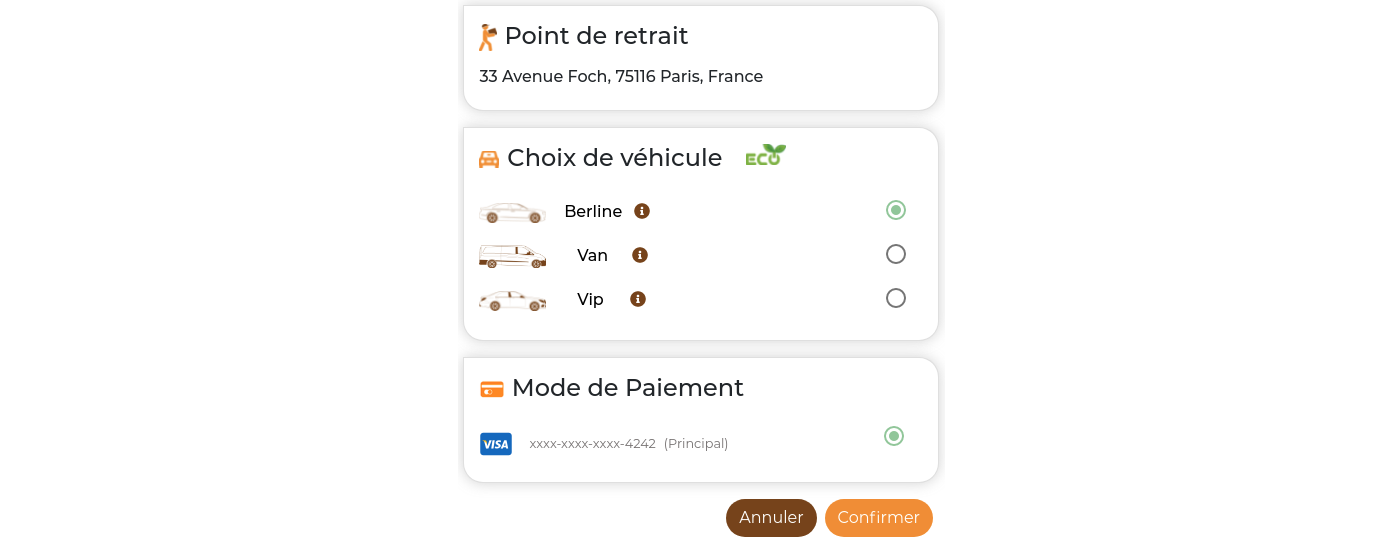 Point de retrait
33 Avenue Foch, 75116 Paris, France
Choix de véhicule ECO
Berline
Van
Vip
Mode de Paiement
VISA xxxx-xxxx-xxxx-4242 (Principal)
Annuler Confirmer